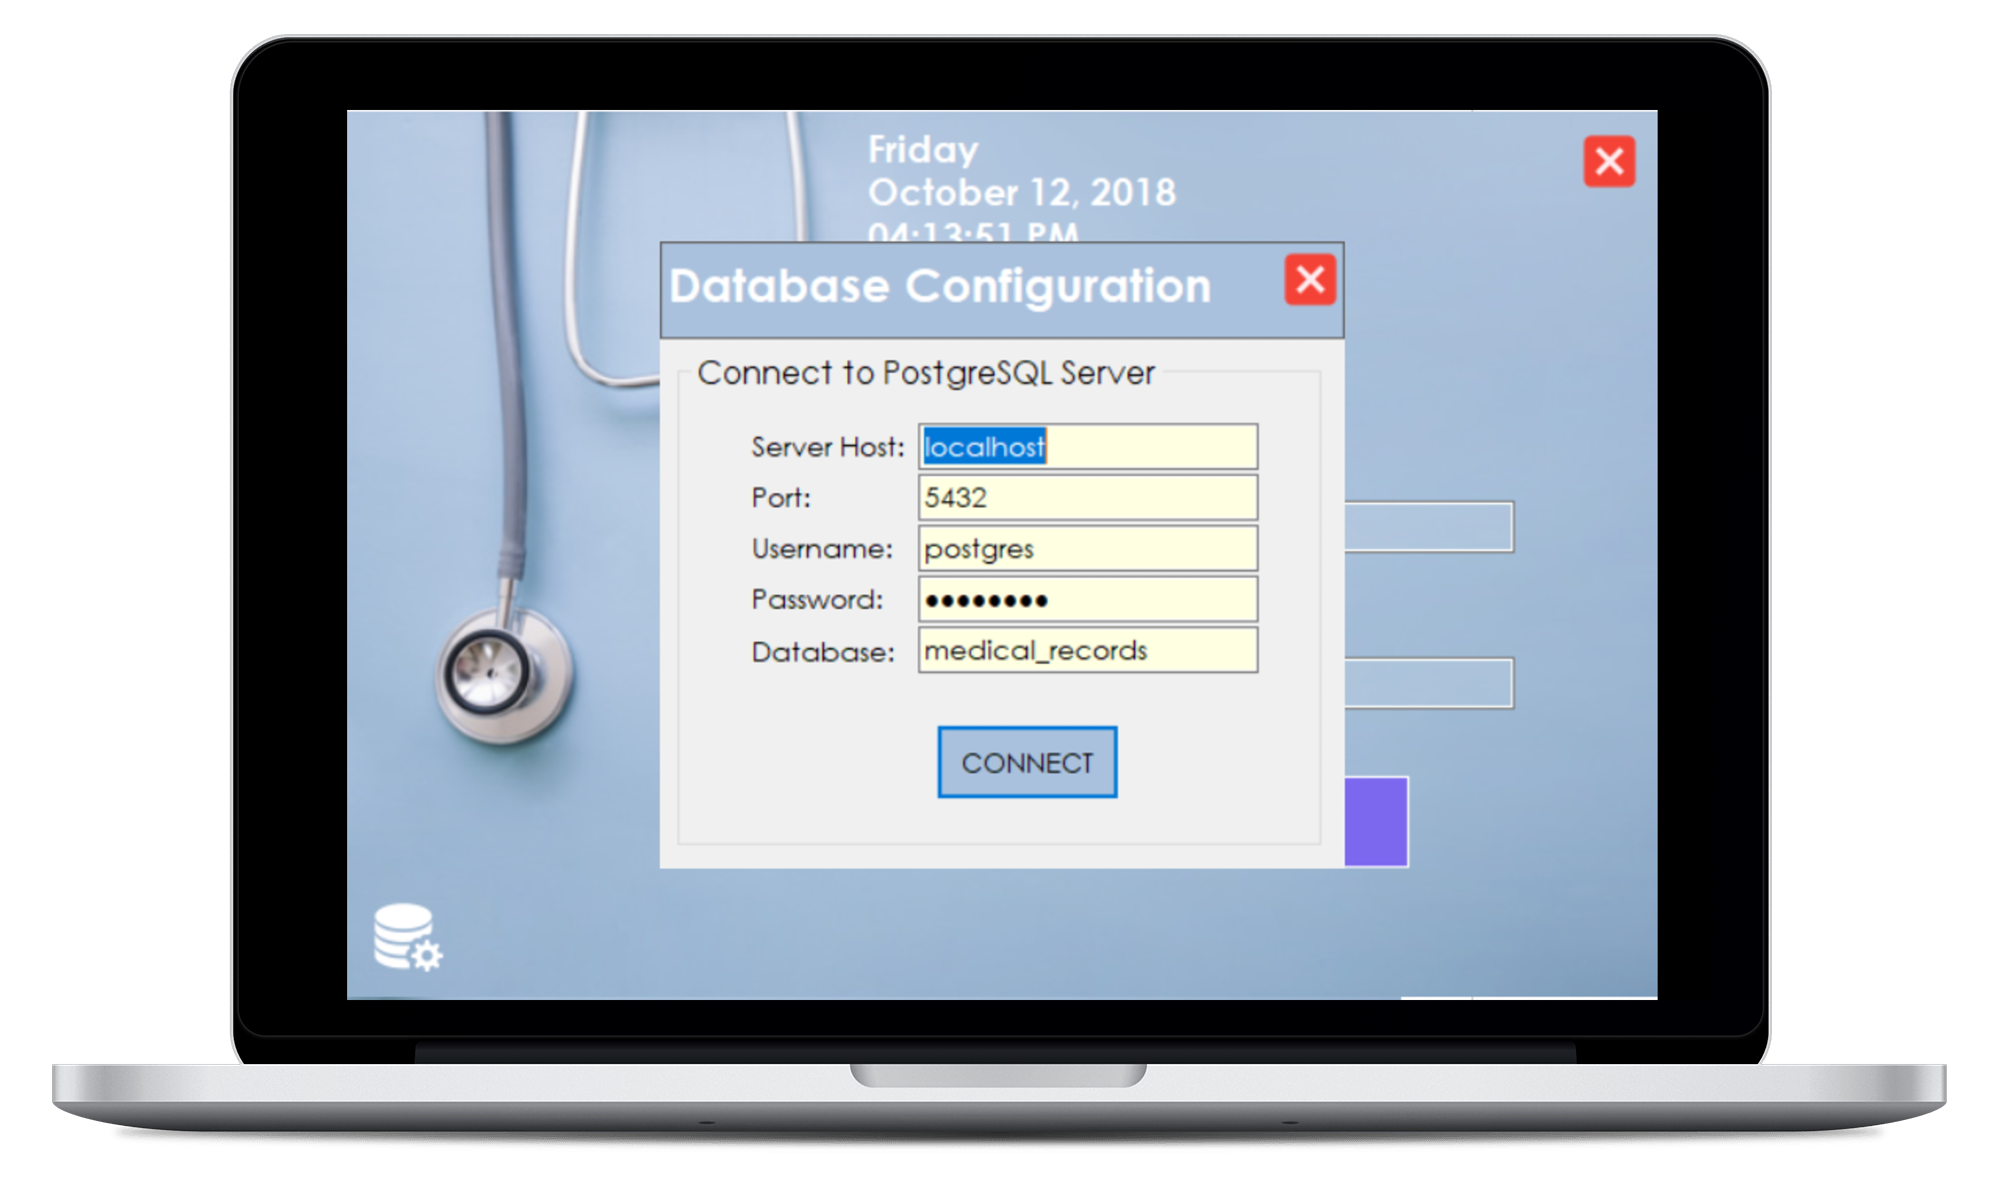 Friday
October 12, 2018
04:13:51 PM
Database Configuration
Connect to PostgreSQL Server
Server Host: localhost
Port: 5432
Username: postgres
Password: ••••••••
Database: medical_records
CONNECT